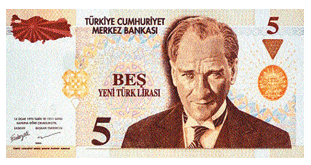 TÜRKİYE CUMHURİYET
MERKEZ BANKASI
5
BEŞ
YENİ TÜRK LİRASI
5